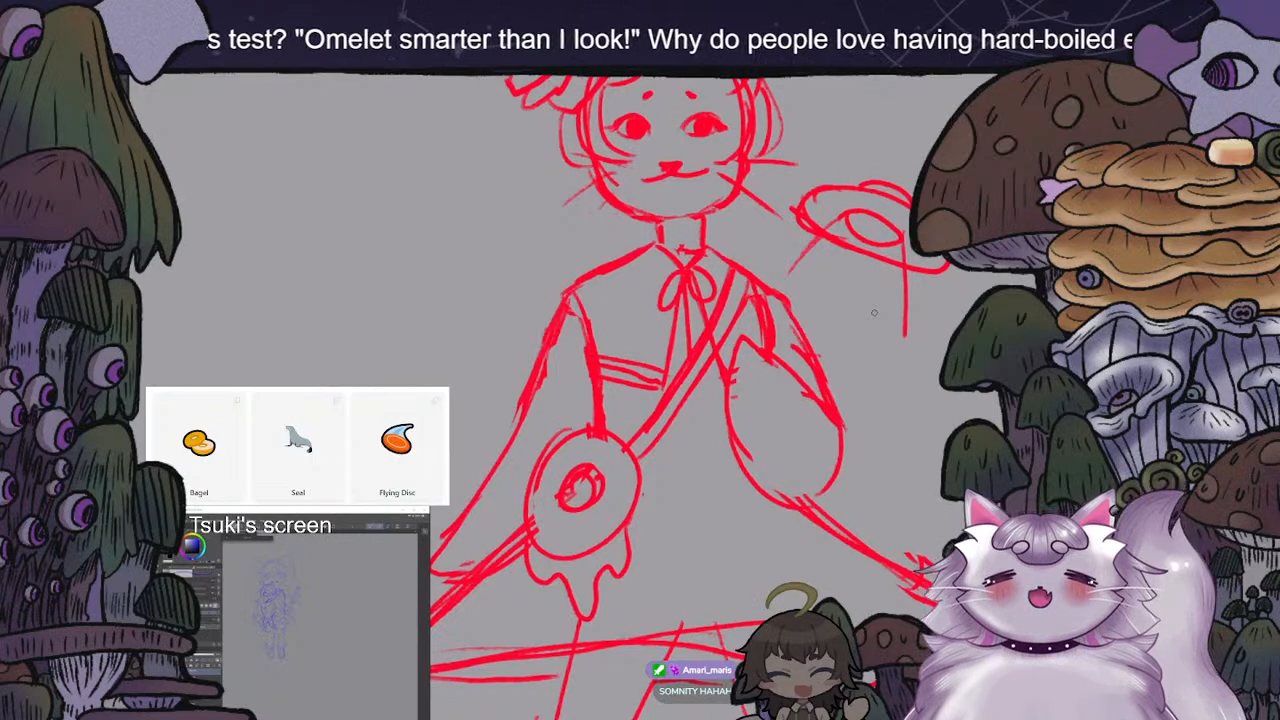 s test? "Omelet smarter than I look!" Why do people love having hard-boiled e
Bagel
Seal
Flying Disc
Tsuki's screen
Amari_maris
SOMNITY HAHAH